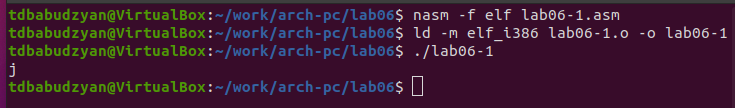 tdbabudzyan@VirtualBox:~/work/arch-pc/lab06$ nasm -f elf lab06-1.asm
tdbabudzyan@VirtualBox:~/work/arch-pc/lab06$ ld -m elf_i386 lab06-1.o -o lab06-1
tdbabudzyan@VirtualBox:~/work/arch-pc/lab06$ ./lab06-1
j
tdbabudzyan@VirtualBox:~/work/arch-pc/lab06$